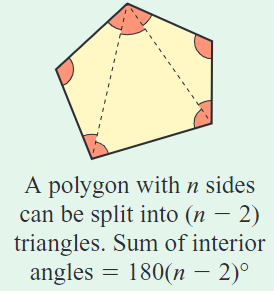 A polygon with n sides
can be split into (n − 2)
triangles. Sum of interior
angles = 180(n − 2)°